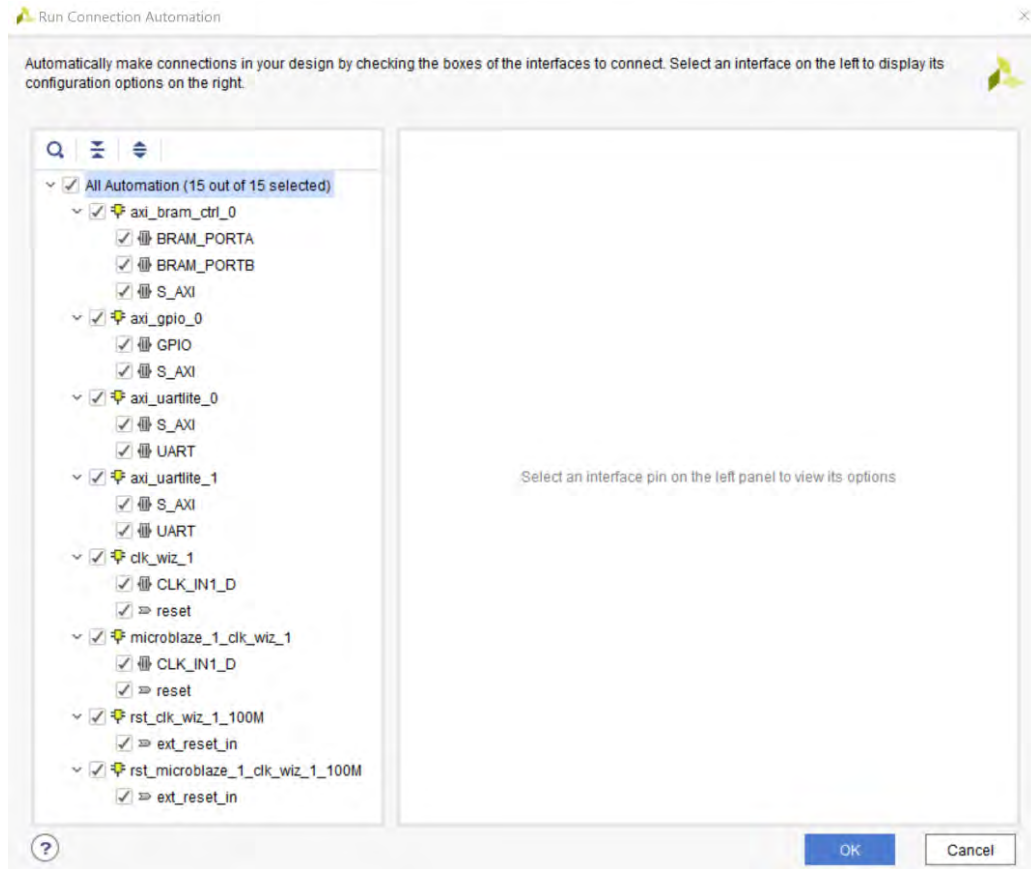 Run Connection Automation
Automatically make connections in your design by checking the boxes of the interfaces to connect. Select an interface on the left to display its
configuration options on the right.
All Automation (15 out of 15 selected)
axi_bram_ctrl_0
BRAM_PORTA
BRAM_PORTB
S_AXI
axi_gpio_0
GPIO
S_AXI
axi_uartlite_0
S_AXI
UART
axi_uartlite_1
S_AXI
UART
clk_wiz_1
CLK_IN1_D
reset
microblaze_1_clk_wiz_1
CLK_IN1_D
reset
rst_clk_wiz_1_100M
ext_reset_in
rst_microblaze_1_clk_wiz_1_100M
ext_reset_in
Select an interface pin on the left panel to view its options
?
OK
Cancel